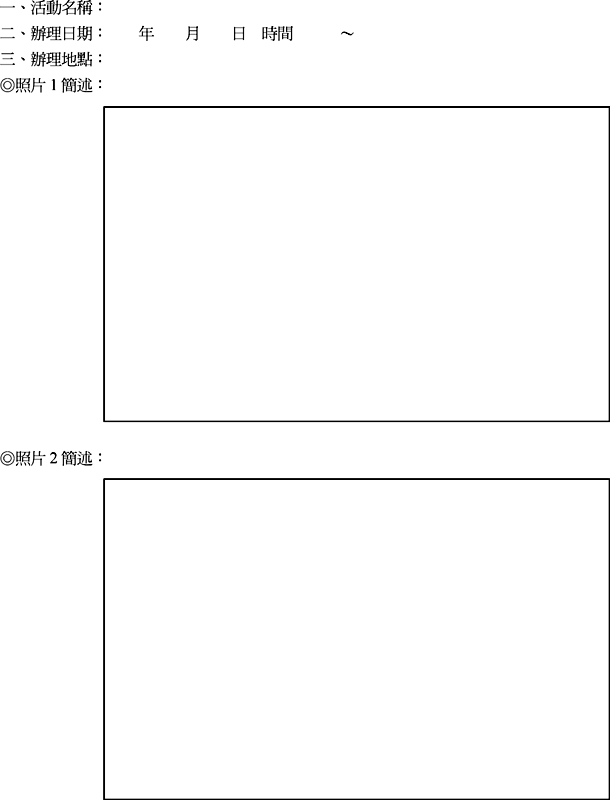 一、活動名稱：
二、辦理日期：　　年　　月　　日　時間　　　～
三、辦理地點：
◎照片 1 簡述：
◎照片 2 簡述：